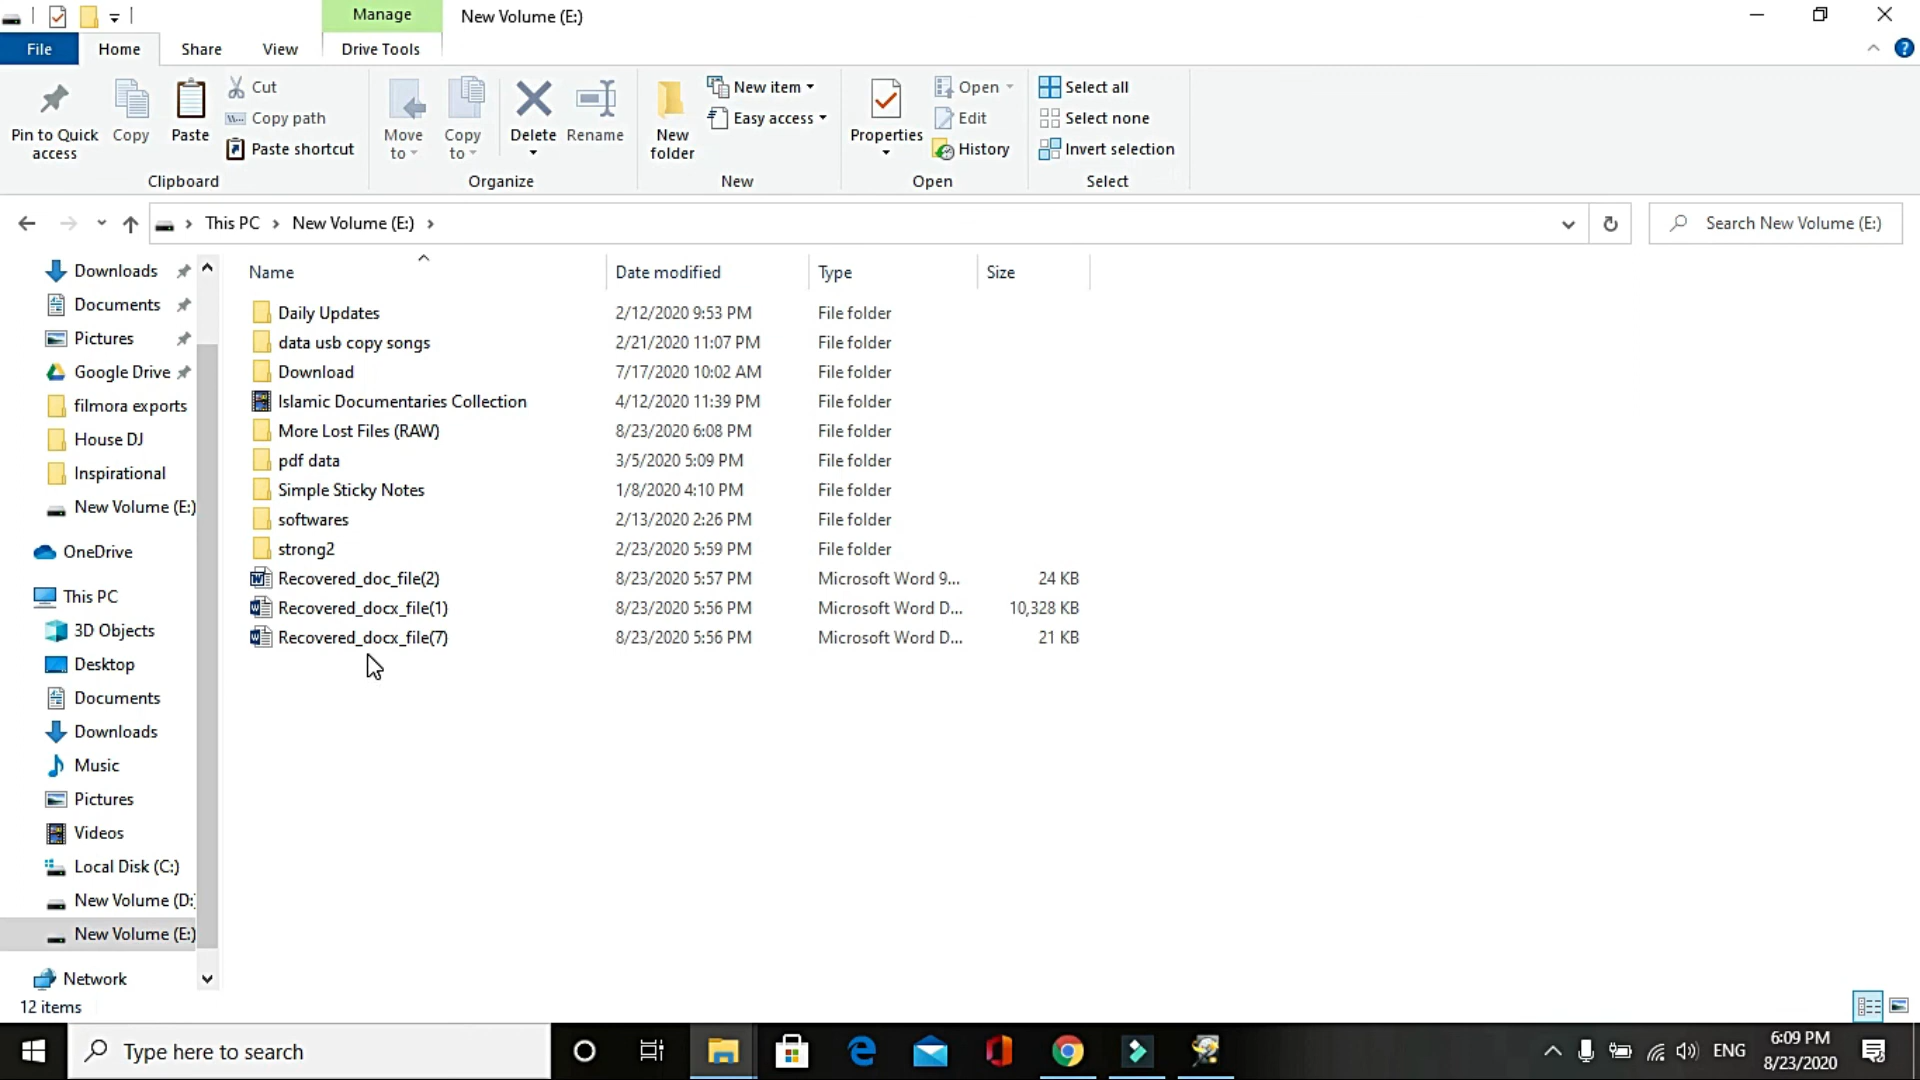 Manage New Volume (E:)
File Home Share View Drive Tools
Pin to Quick access
Copy
Paste
Cut
Copy path
Paste shortcut
Clipboard
Move to
Copy to
Delete
Rename
Organize
New folder
New item
Easy access
New
Properties
Open
Edit
History
Open
Select all
Select none
Invert selection
Select
This PC New Volume (E:)
Search New Volume (E:)
Downloads
Documents
Pictures
Google Drive
filmora exports
House DJ
Inspirational
New Volume (E:)
OneDrive
This PC
3D Objects
Desktop
Documents
Downloads
Music
Pictures
Videos
Local Disk (C:)
New Volume (D:
New Volume (E:)
Network
Name Date modified Type Size
Daily Updates 2/12/2020 9:53 PM File folder
data usb copy songs 2/21/2020 11:07 PM File folder
Download 7/17/2020 10:02 AM File folder
Islamic Documentaries Collection 4/12/2020 11:39 PM File folder
More Lost Files (RAW) 8/23/2020 6:08 PM File folder
pdf data 3/5/2020 5:09 PM File folder
Simple Sticky Notes 1/8/2020 4:10 PM File folder
softwares 2/13/2020 2:26 PM File folder
strong2 2/23/2020 5:59 PM File folder
Recovered_doc_file(2) 8/23/2020 5:57 PM Microsoft Word 9... 24 KB
Recovered_docx_file(1) 8/23/2020 5:56 PM Microsoft Word D... 10,328 KB
Recovered_docx_file(7) 8/23/2020 5:56 PM Microsoft Word D... 21 KB
12 items
Type here to search
ENG
6:09 PM
8/23/2020